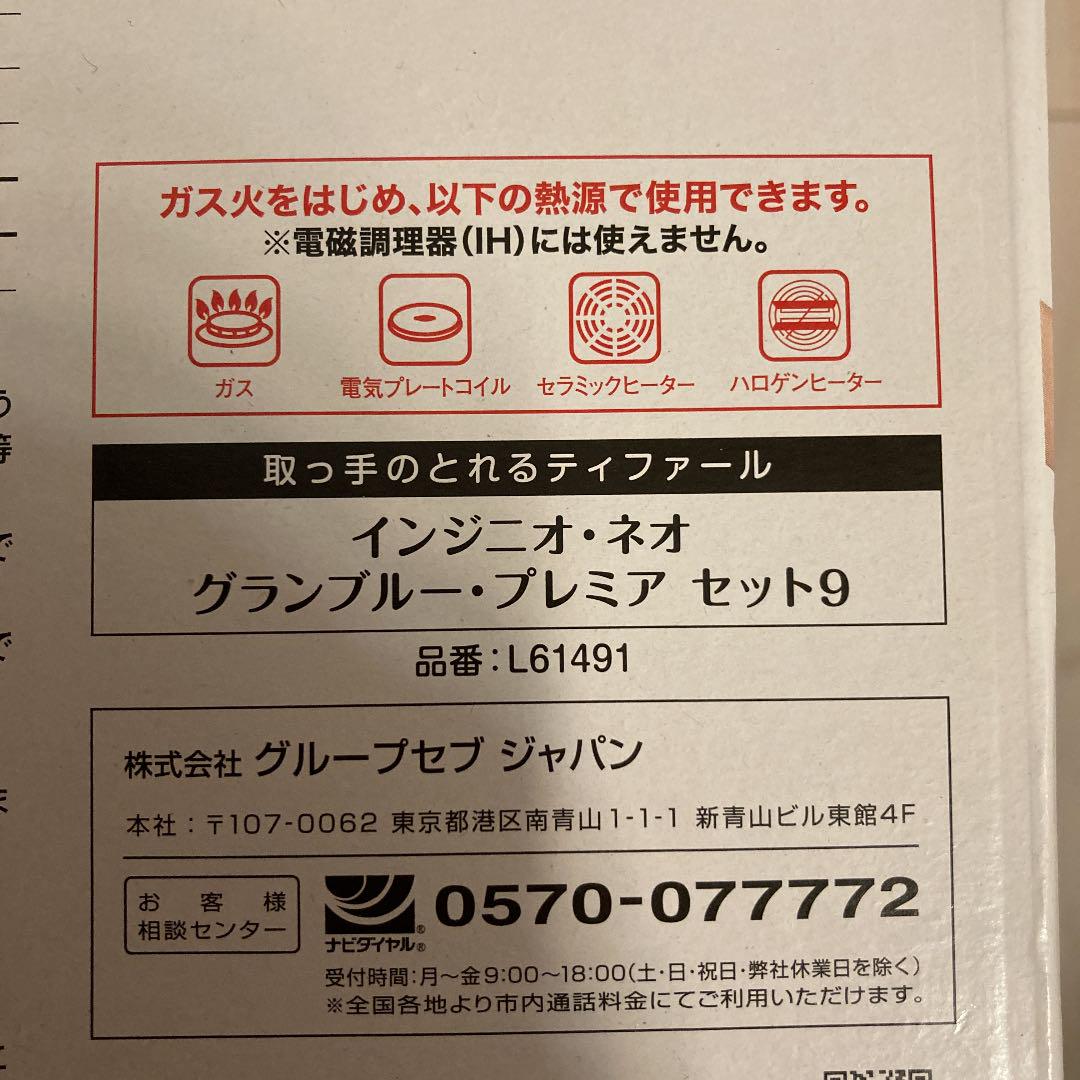 ガス火をはじめ、以下の熱源で使用できます。
※電磁調理器(IH)には使えません。
ガス
電気プレートコイル
セラミックヒーター
ハロゲンヒーター
取っ手のとれるティファール
インジニオ・ネオ
グランブルー・プレミア セット9
品番：L61491
株式会社 グループセブ ジャパン
本社：〒107-0062 東京都港区南青山1-1-1 新青山ビル東館4F
お客様
相談センター
ナビダイヤル®
0570-077772
受付時間：月～金9:00～18:00(土・日・祝日・弊社休業日を除く)
※全国各地より市内通話料金にてご利用いただけます。
う
等
で
で
ま